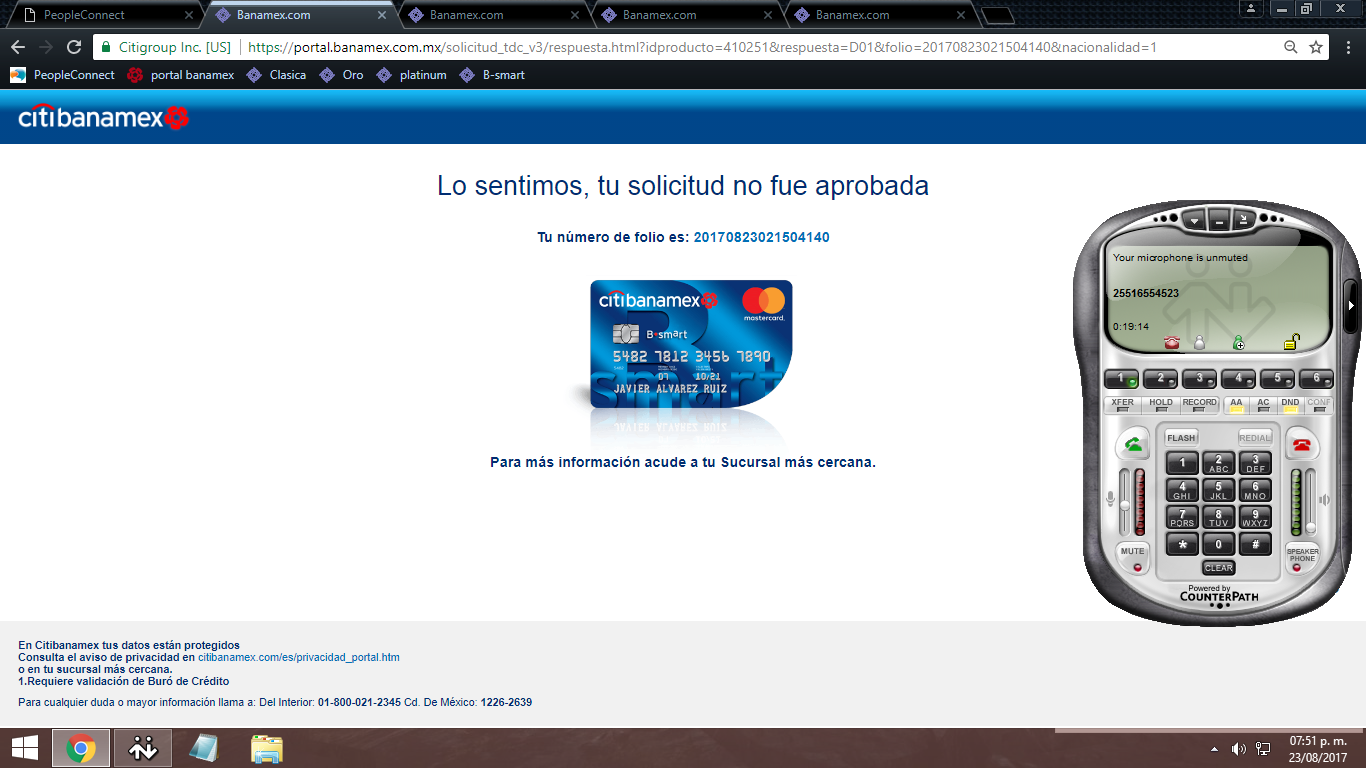 PeopleConnect
Banamex.com
Banamex.com
Banamex.com
Banamex.com
Citigroup Inc. [US]
https://portal.banamex.com.mx/solicitud_tdc_v3/respuesta.html?idproducto=410251&respuesta=D01&folio=20170823021504140&nacionalidad=1
PeopleConnect
portal banamex
Clasica
Oro
platinum
B-smart
citibanamex
Lo sentimos, tu solicitud no fue aprobada
Tu número de folio es: 20170823021504140
citibanamex
mastercard.
B•smart
5482 7812 3456 7890
07 10/21
JAVIER ALVAREZ RUIZ
Para más información acude a tu Sucursal más cercana.
Your microphone is unmuted
25516554523
0:19:14
1 2 3 4 5 6
XFER HOLD RECORD AA AC DND CONF
FLASH REDIAL
1 2 ABC 3 DEF
4 GHI 5 JKL 6 MNO
7 PQRS 8 TUV 9 WXYZ
* 0 #
MUTE
SPEAKER PHONE
CLEAR
Powered by
COUNTERPATH
En Citibanamex tus datos están protegidos
Consulta el aviso de privacidad en citibanamex.com/es/privacidad_portal.htm
o en tu sucursal más cercana.
1.Requiere validación de Buró de Crédito
Para cualquier duda o mayor información llama a: Del Interior: 01-800-021-2345 Cd. De México: 1226-2639
07:51 p. m.
23/08/2017